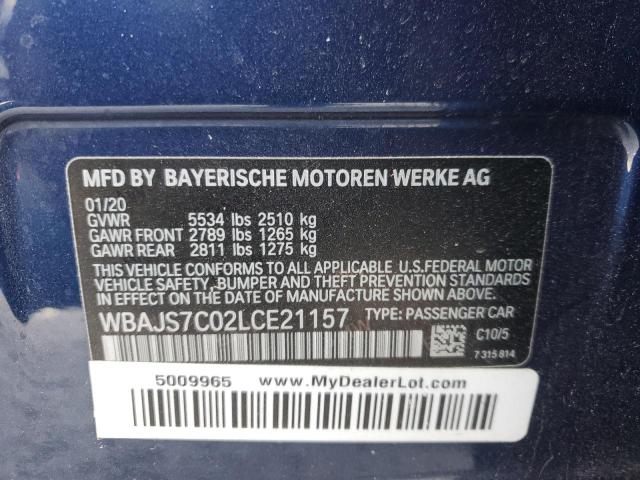 MFD BY BAYERISCHE MOTOREN WERKE AG
01/20
GVWR 5534 lbs 2510 kg
GAWR FRONT 2789 lbs 1265 kg
GAWR REAR 2811 lbs 1275 kg
THIS VEHICLE CONFORMS TO ALL APPLICABLE U.S.FEDERAL MOTOR
VEHICLE SAFETY, BUMPER AND THEFT PREVENTION STANDARDS
IN EFFECT ON THE DATE OF MANUFACTURE SHOWN ABOVE.
WBAJS7C02LCE21157 TYPE: PASSENGER CAR
C10/5
7 315 814
5009965 www.MyDealerLot.com